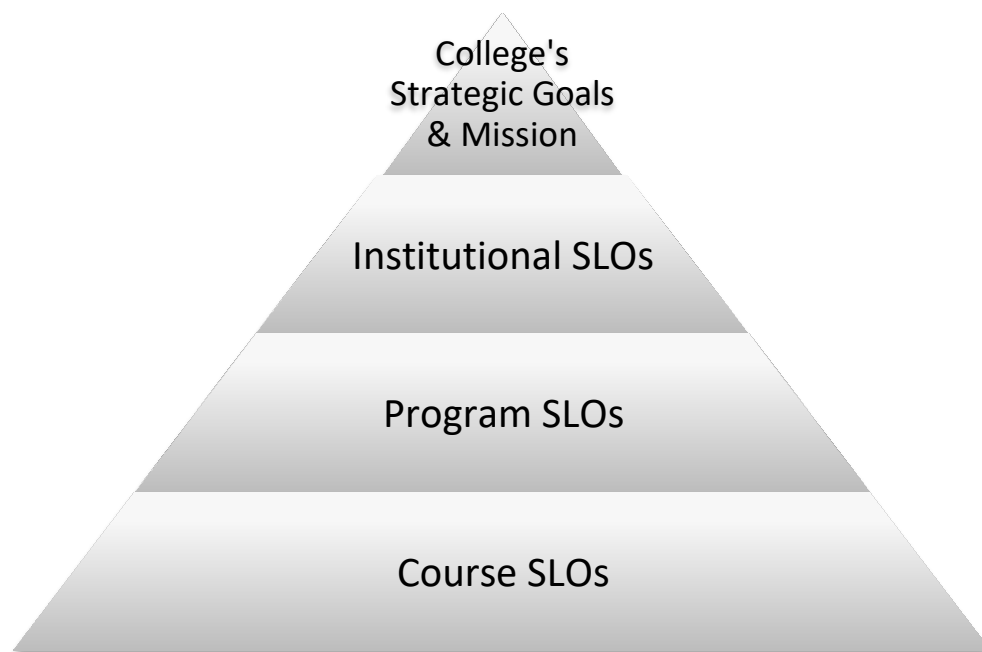 College's
Strategic Goals
& Mission
Institutional SLOs
Program SLOs
Course SLOs